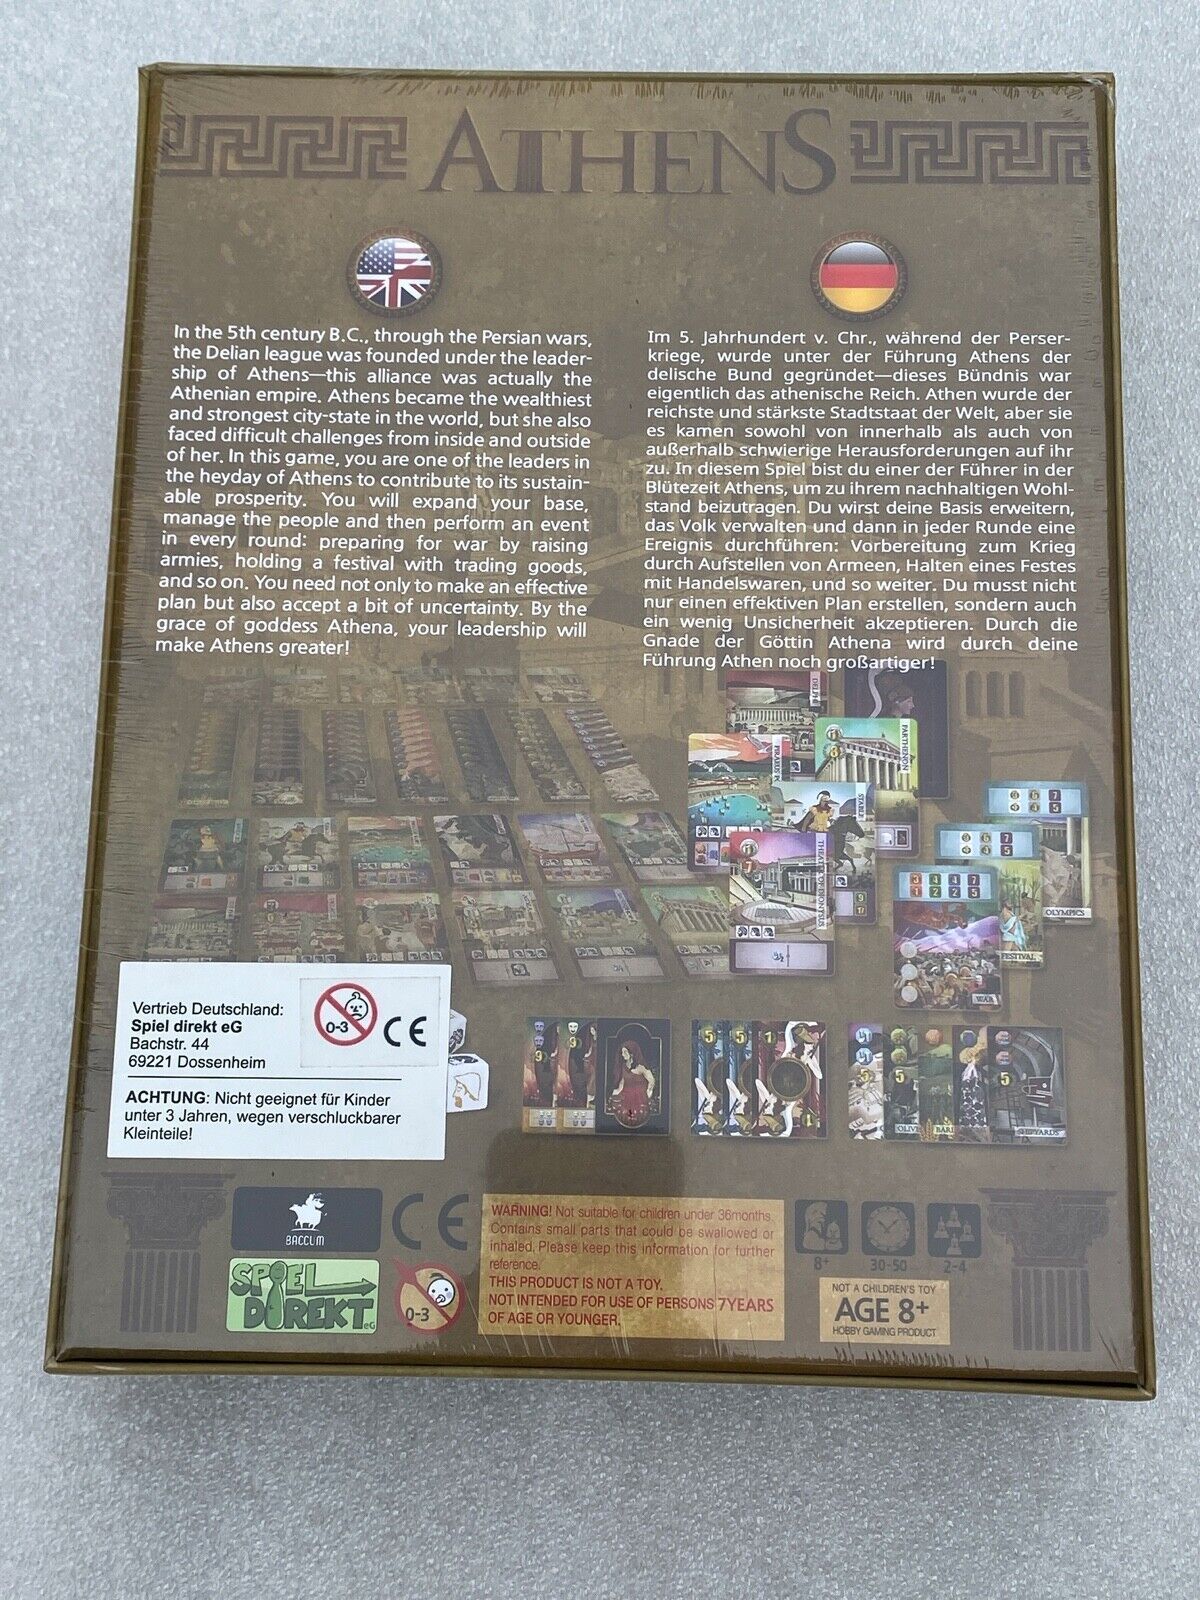 ATHENS
In the 5th century B.C., through the Persian wars,
the Delian league was founded under the leader-
ship of Athens—this alliance was actually the
Athenian empire. Athens became the wealthiest
and strongest city-state in the world, but she also
faced difficult challenges from inside and outside
of her. In this game, you are one of the leaders in
the heyday of Athens to contribute to its sustain-
able prosperity. You will expand your base,
manage the people and then perform an event
in every round: preparing for war by raising
armies, holding a festival with trading goods,
and so on. You need not only to make an effective
plan but also accept a bit of uncertainty. By the
grace of goddess Athena, your leadership will
make Athens greater!
Im 5. Jahrhundert v. Chr., während der Perser-
kriege, wurde unter der Führung Athens der
delische Bund gegründet—dieses Bündnis war
eigentlich das athenische Reich. Athen wurde der
reichste und stärkste Stadtstaat der Welt, aber sie
es kamen sowohl von innerhalb als auch von
außerhalb schwierige Herausforderungen auf ihr
zu. In diesem Spiel bist du einer der Führer in der
Blütezeit Athens, um zu ihrem nachhaltigen Wohl-
stand beizutragen. Du wirst deine Basis erweitern,
das Volk verwalten und dann in jeder Runde eine
Ereignis durchführen: Vorbereitung zum Krieg
durch Aufstellen von Armeen, Halten eines Festes
mit Handelswaren, und so weiter. Du musst nicht
nur einen effektiven Plan erstellen, sondern auch
ein wenig Unsicherheit akzeptieren. Durch die
Gnade der Göttin Athena wird durch deine
Führung Athen noch großartiger!
DELPHI
PARTHENON
PIRAEUS
STABLE
THEATRE OF DIONYSUS
OLYMPICS
FESTIVAL
WAR
OLIVE
BAR
SHIPYARDS
Vertrieb Deutschland:
Spiel direkt eG
Bachstr. 44
69221 Dossenheim
0-3
CE
ACHTUNG: Nicht geeignet für Kinder
unter 3 Jahren, wegen verschluckbarer
Kleinteile!
BACCUM
CE
SPIEL
DIREKT eG
0-3
WARNING! Not suitable for children under 36months.
Contains small parts that could be swallowed or
inhaled. Please keep this information for further
reference.
THIS PRODUCT IS NOT A TOY.
NOT INTENDED FOR USE OF PERSONS 7YEARS
OF AGE OR YOUNGER.
8+
30-50
2-4
NOT A CHILDREN'S TOY
AGE 8+
HOBBY GAMING PRODUCT